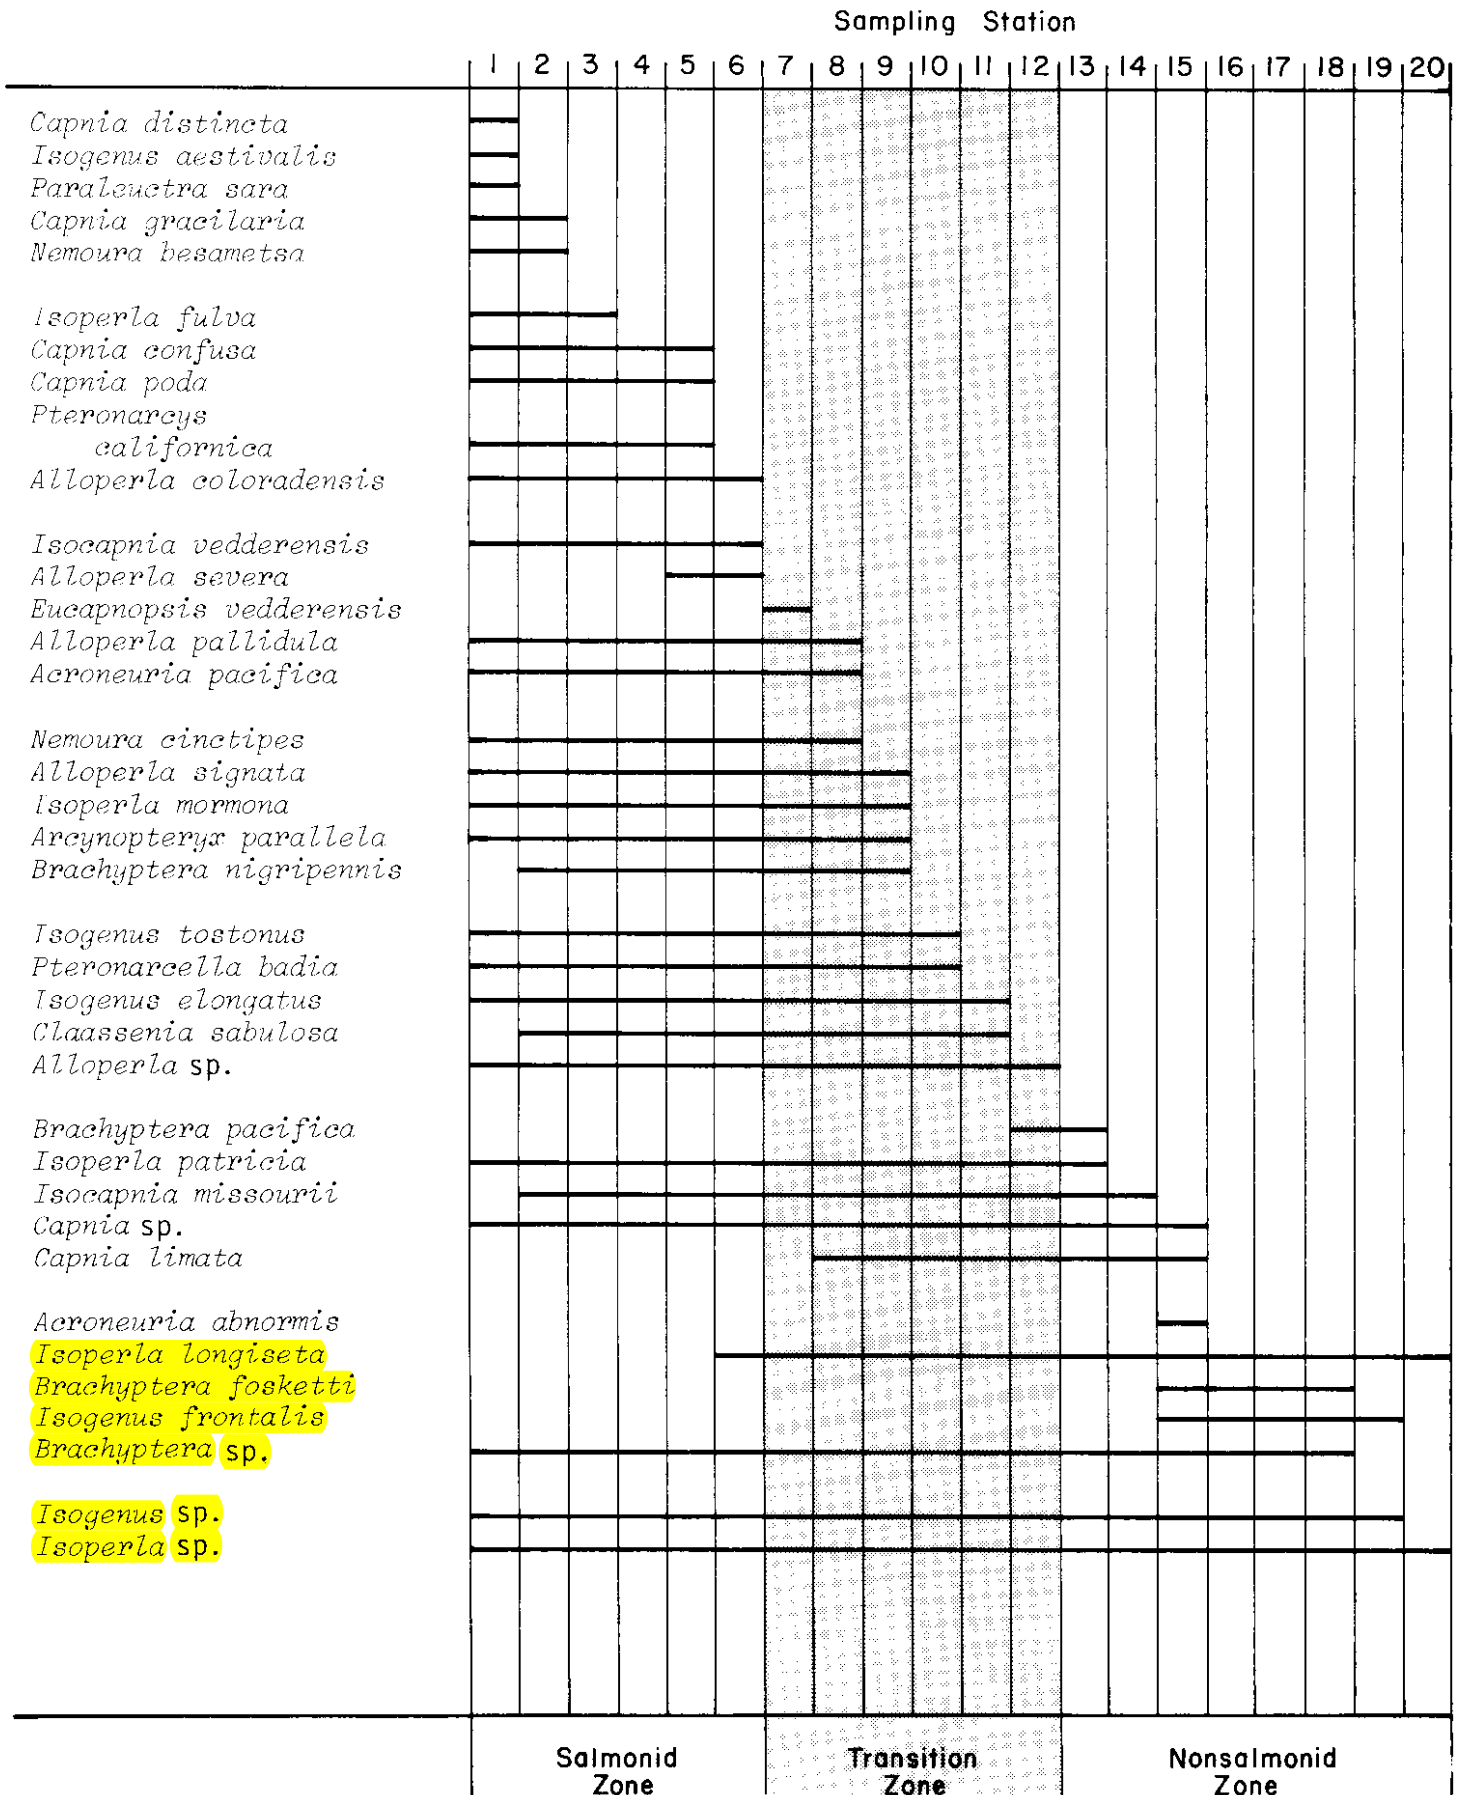 Sampling Station
1 2 3 4 5 6 7 8 9 10 11 12 13 14 15 16 17 18 19 20
Capnia distincta
Isogenus aestivalis
Paraleuctra sara
Capnia gracilaria
Nemoura besametsa
Isoperla fulva
Capnia confusa
Capnia poda
Pteronarcys
californica
Alloperla coloradensis
Isocapnia vedderensis
Alloperla severa
Eucapnopsis vedderensis
Alloperla pallidula
Acroneuria pacifica
Nemoura cinctipes
Alloperla signata
Isoperla mormona
Arcynopteryx parallela
Brachyptera nigripennis
Isogenus tostonus
Pteronarcella badia
Isogenus elongatus
Claassenia sabulosa
Alloperla sp.
Brachyptera pacifica
Isoperla patricia
Isocapnia missourii
Capnia sp.
Capnia limata
Acroneuria abnormis
Isoperla longiseta
Brachyptera fosketti
Isogenus frontalis
Brachyptera sp.
Isogenus sp.
Isoperla sp.
Salmonid Transition Nonsalmonid
Zone Zone Zone